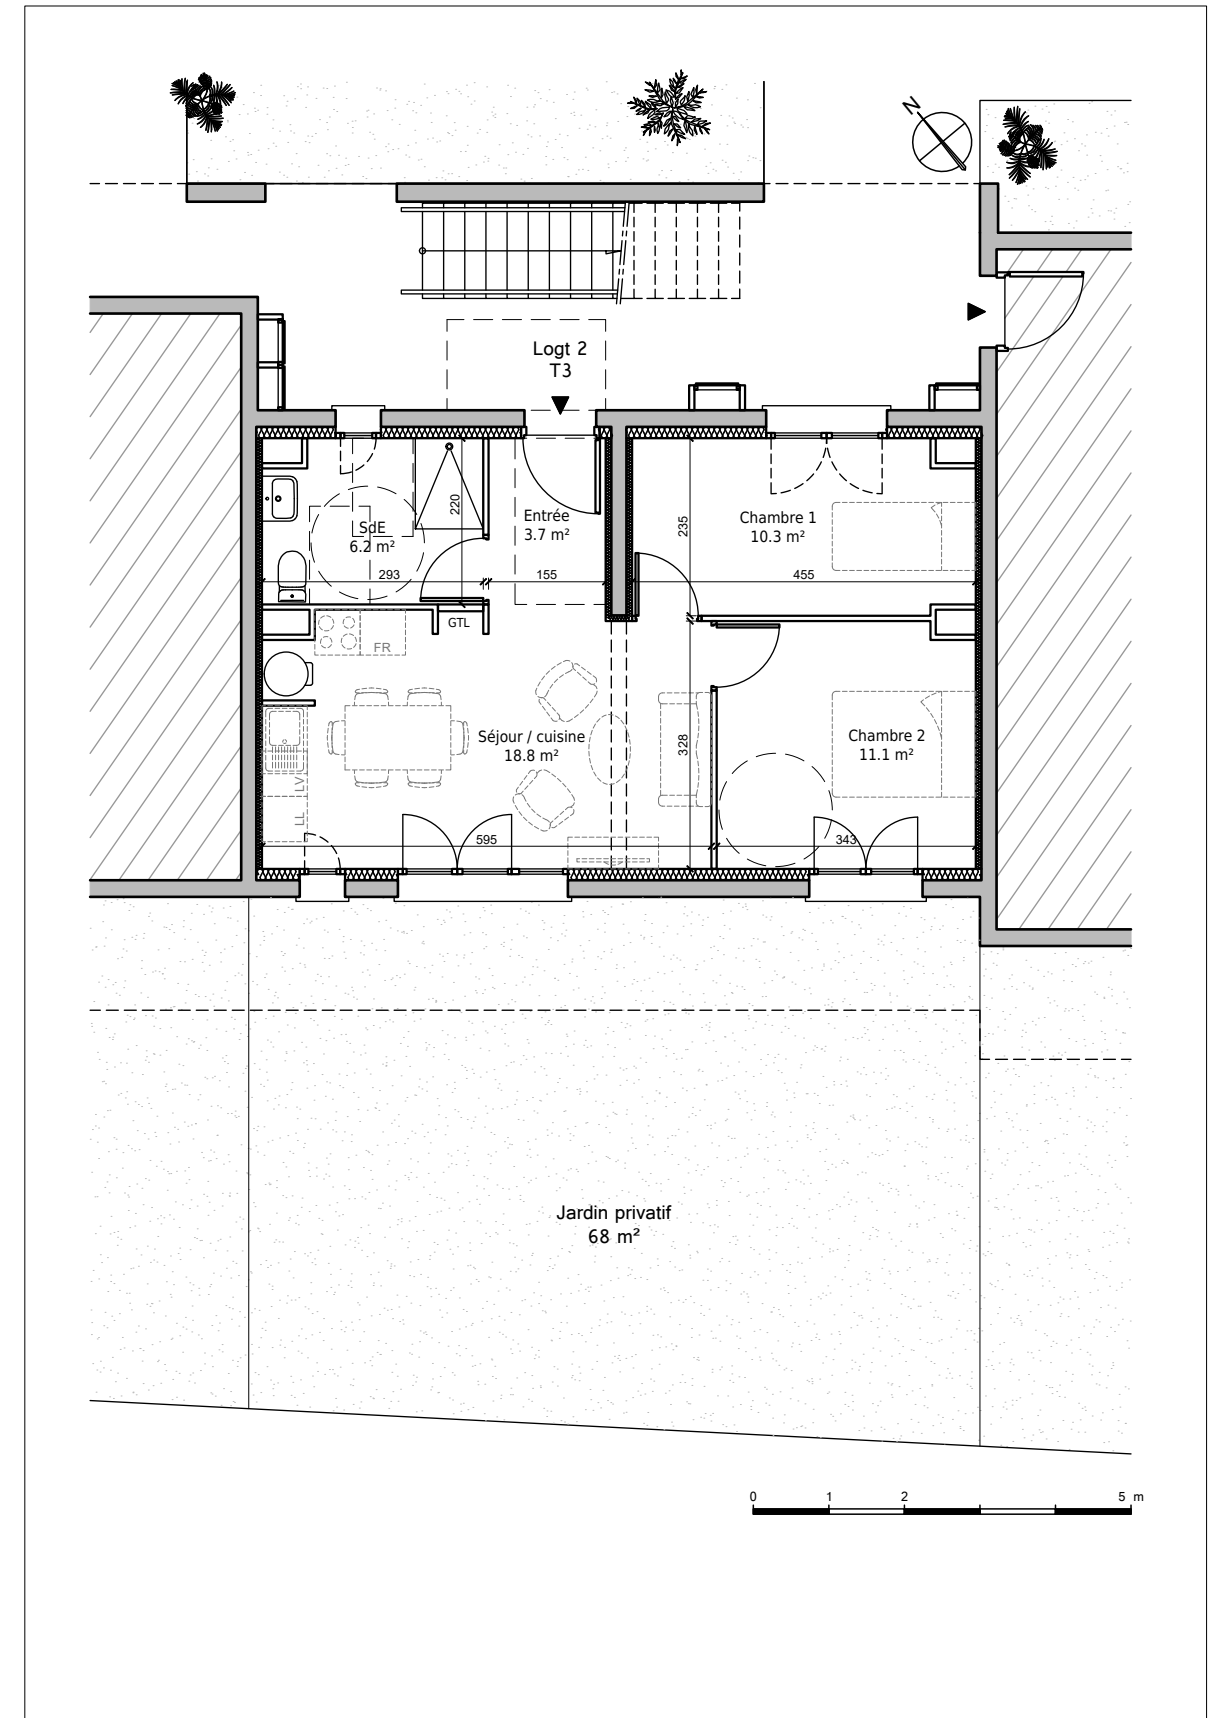 N
Logt 2
T3
220
Entrée
3.7 m²
SdE
6.2 m²
235
Chambre 1
10.3 m²
293
155
455
GTL
FR
Séjour / cuisine
18.8 m²
328
Chambre 2
11.1 m²
LV
LL
595
343
Jardin privatif
68 m²
0 1 2 5 m